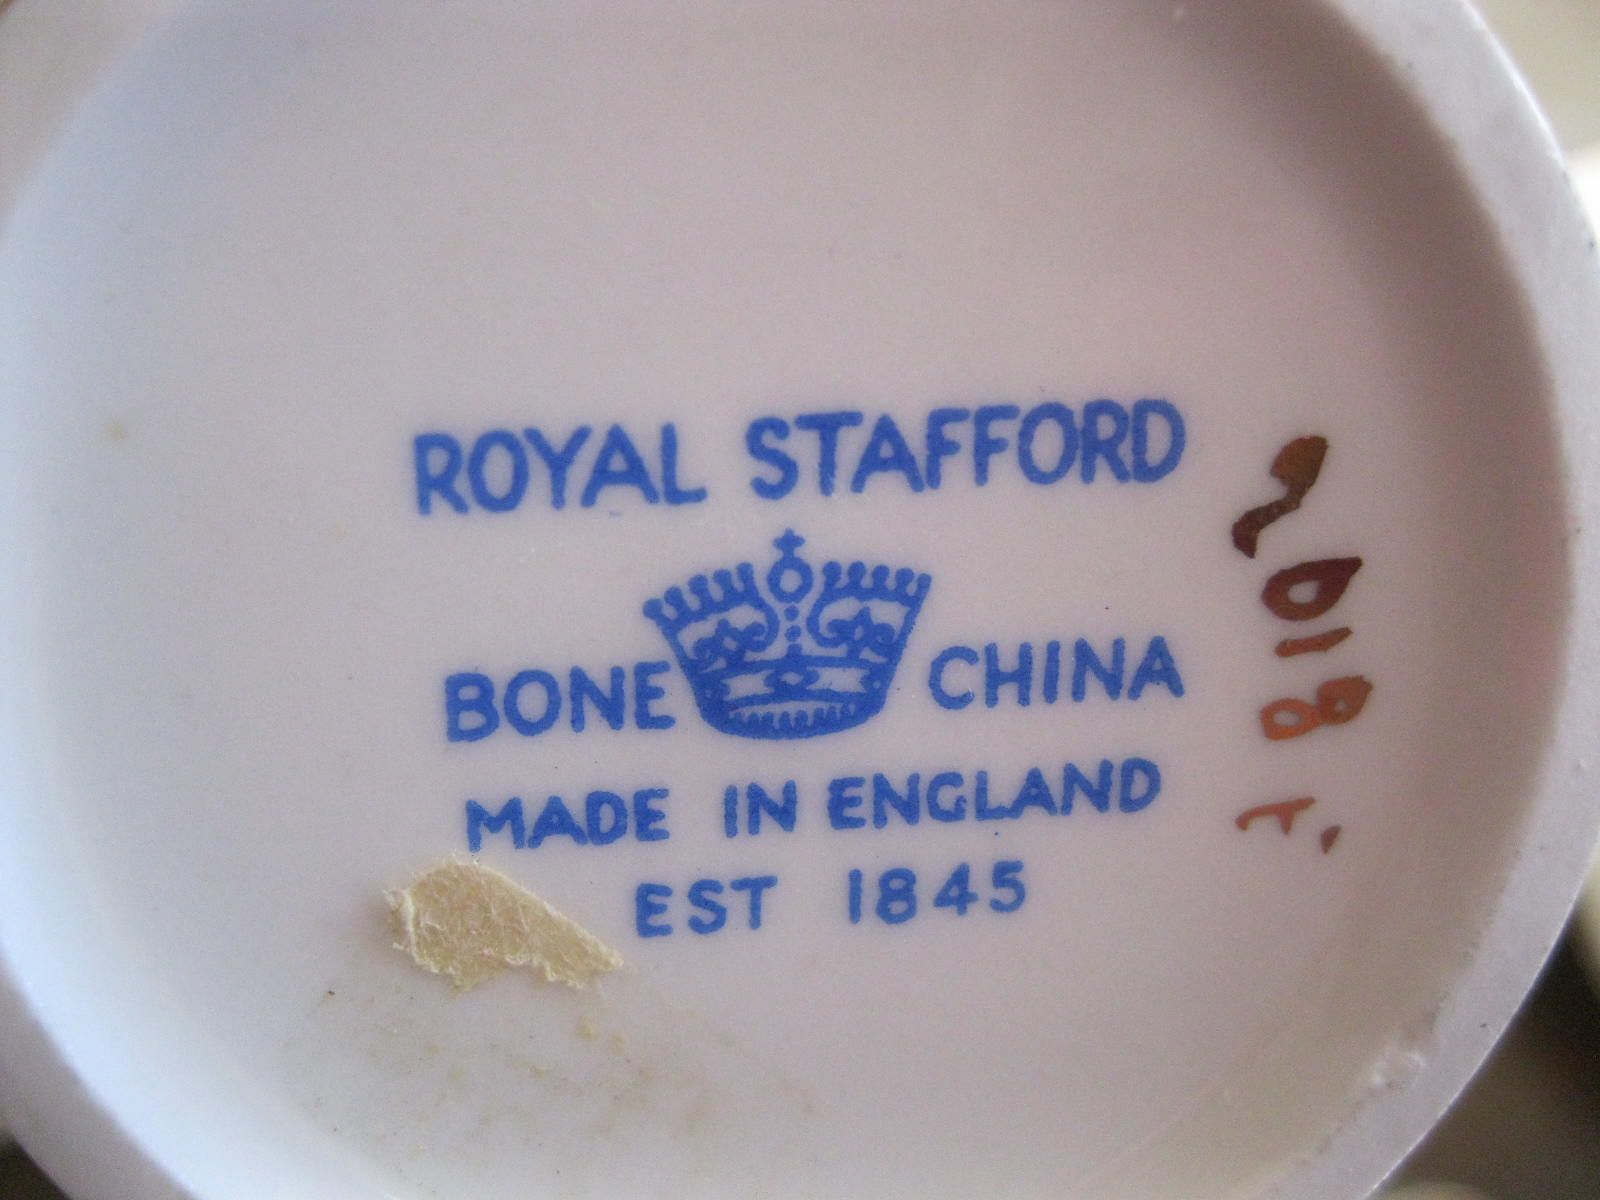 ROYAL STAFFORD
BONE CHINA
MADE IN ENGLAND
EST 1845